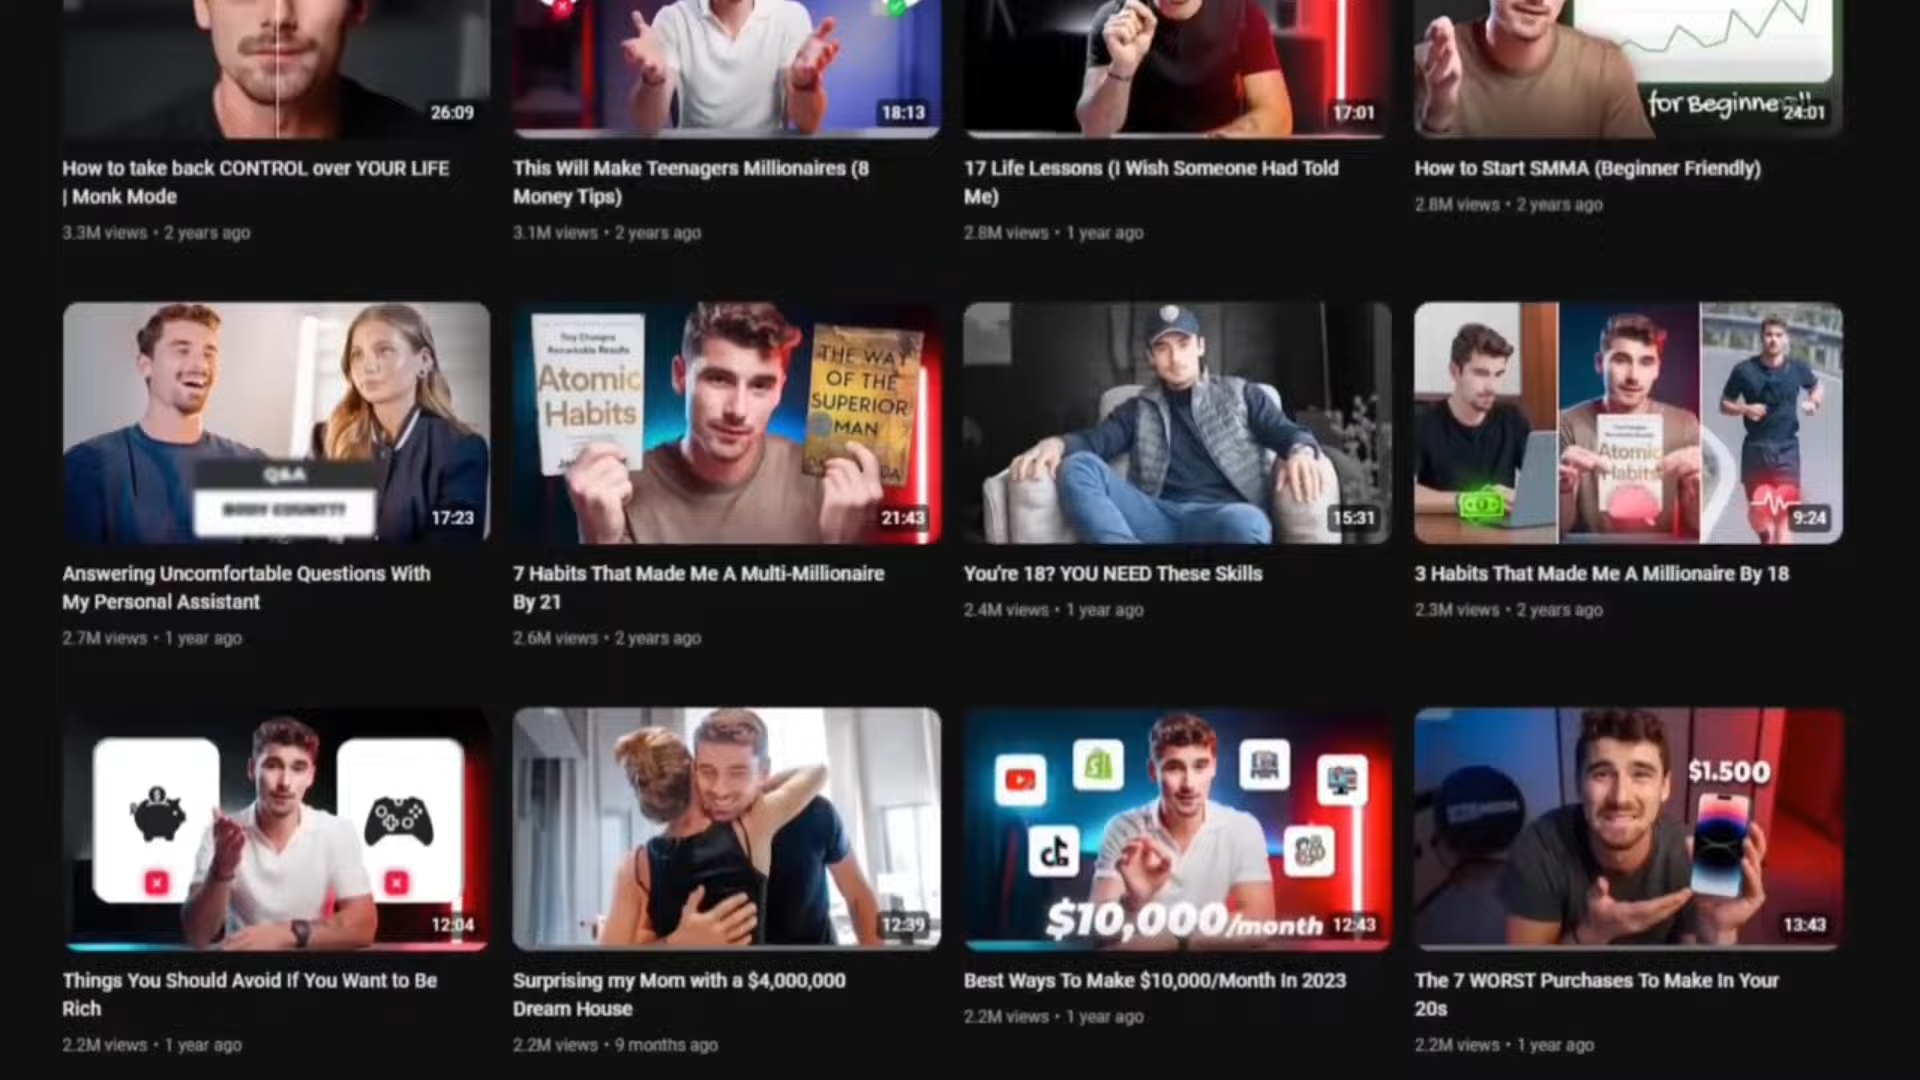 for Beginne
26:09
18:13
17:01
24:01
How to take back CONTROL over YOUR LIFE
| Monk Mode
3.3M views • 2 years ago
This Will Make Teenagers Millionaires (8
Money Tips)
3.1M views • 2 years ago
17 Life Lessons (I Wish Someone Had Told
Me)
2.8M views • 1 year ago
How to Start SMMA (Beginner Friendly)
2.8M views • 2 years ago
Q&A
BODY COUNT??
17:23
Tiny Changes
Remarkable Results
Atomic
Habits
THE WAY
OF THE
SUPERIOR
MAN
21:43
15:31
Atomic
Habits
9:24
Answering Uncomfortable Questions With
My Personal Assistant
2.7M views • 1 year ago
7 Habits That Made Me A Multi-Millionaire
By 21
2.6M views • 2 years ago
You're 18? YOU NEED These Skills
2.4M views • 1 year ago
3 Habits That Made Me A Millionaire By 18
2.3M views • 2 years ago
12:04
12:39
$10,000/month
12:43
$1.500
13:43
Things You Should Avoid If You Want to Be
Rich
2.2M views • 1 year ago
Surprising my Mom with a $4,000,000
Dream House
2.2M views • 9 months ago
Best Ways To Make $10,000/Month In 2023
2.2M views • 1 year ago
The 7 WORST Purchases To Make In Your
20s
2.2M views • 1 year ago